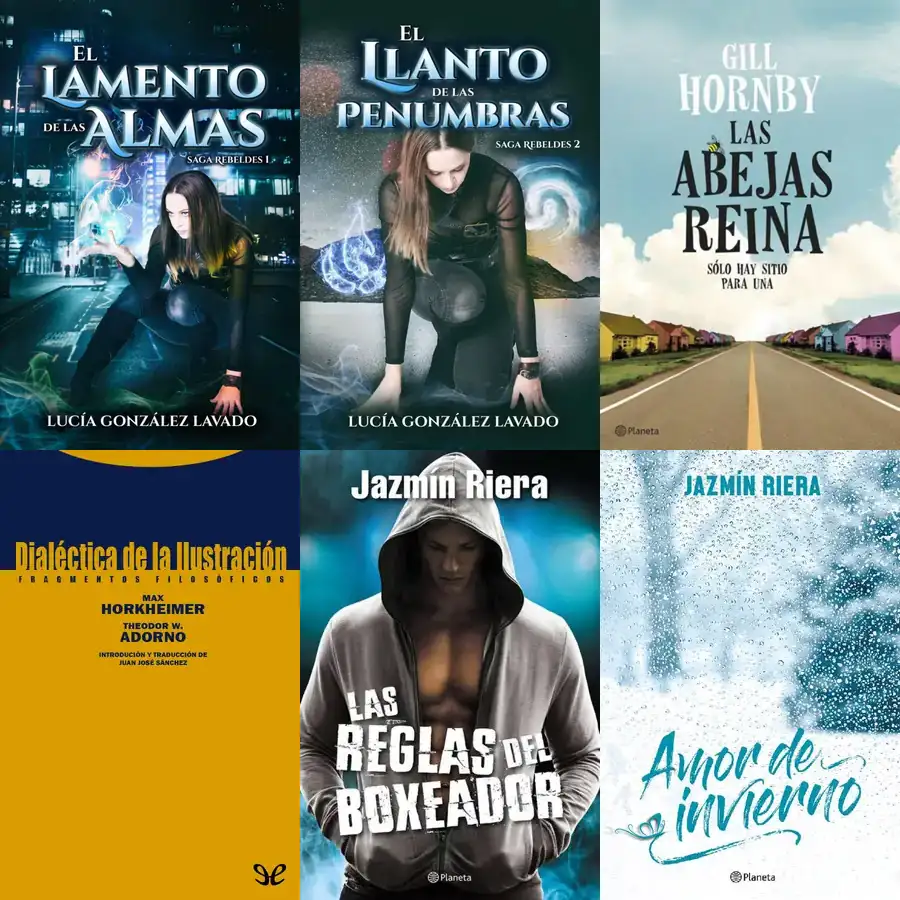 EL
LAMENTO
DE LAS ALMAS
SAGA REBELDES 1
LUCÍA GONZÁLEZ LAVADO
EL
LLANTO
DE LAS
PENUMBRAS
SAGA REBELDES 2
LUCÍA GONZÁLEZ LAVADO
GILL
HORNBY
LAS
ABEJAS
REINA
SÓLO HAY SITIO
PARA UNA
Planeta
Dialéctica de la Ilustración
FRAGMENTOS FILOSÓFICOS
MAX
HORKHEIMER
THEODOR W.
ADORNO
INTRODUCIÓN Y TRADUCCIÓN DE
JUAN JOSÉ SÁNCHEZ
Jazmín Riera
LAS
REGLAS DEL
BOXEADOR
Planeta
JAZMÍN RIERA
Amor de
invierno
Planeta